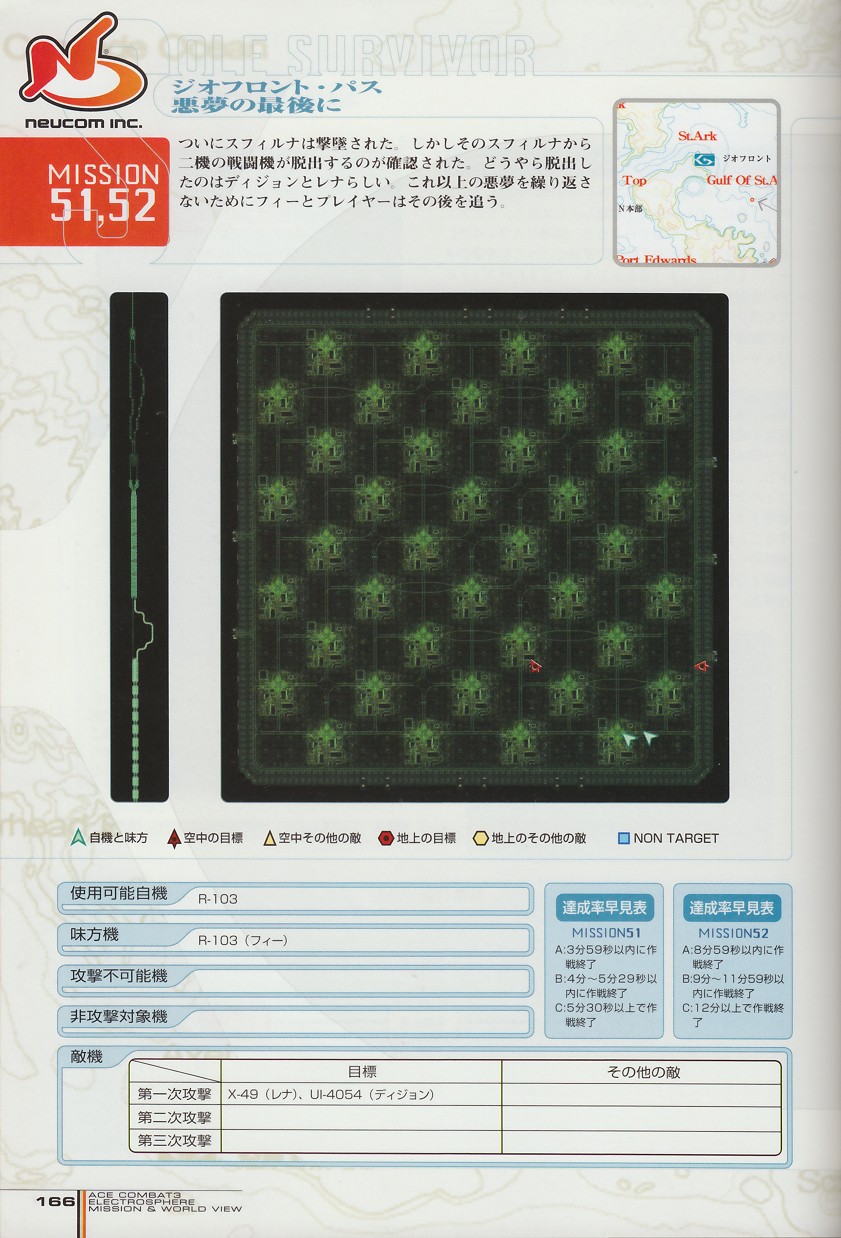 SOLE SURVIVOR
neucom inc.
ジオフロント・パス
悪夢の最後に
MISSION
51,52
ついにスフィルナは撃墜された。しかしそのスフィルナから
二機の戦闘機が脱出するのが確認された。どうやら脱出し
たのはディジョンとレナらしい。これ以上の悪夢を繰り返さ
ないためにフィーとプレイヤーはその後を追う。
St.Ark
ジオフロント
Top
Gulf Of St.A
N本部
Port Edwards
自機と味方
空中の目標
空中その他の敵
地上の目標
地上のその他の敵
NON TARGET
使用可能自機
R-103
味方機
R-103（フィー）
攻撃不可能機
非攻撃対象機
達成率早見表
MISSION51
A:3分59秒以内に作
戦終了
B:4分〜5分29秒以
内に作戦終了
C:5分30秒以上で作
戦終了
達成率早見表
MISSION52
A:8分59秒以内に作
戦終了
B:9分〜11分59秒以
内に作戦終了
C:12分以上で作戦終
了
敵機
目標
その他の敵
第一次攻撃
X-49（レナ）、UI-4054（ディジョン）
第二次攻撃
第三次攻撃
166
ACE COMBAT3
ELECTROSPHERE
MISSION & WORLD VIEW